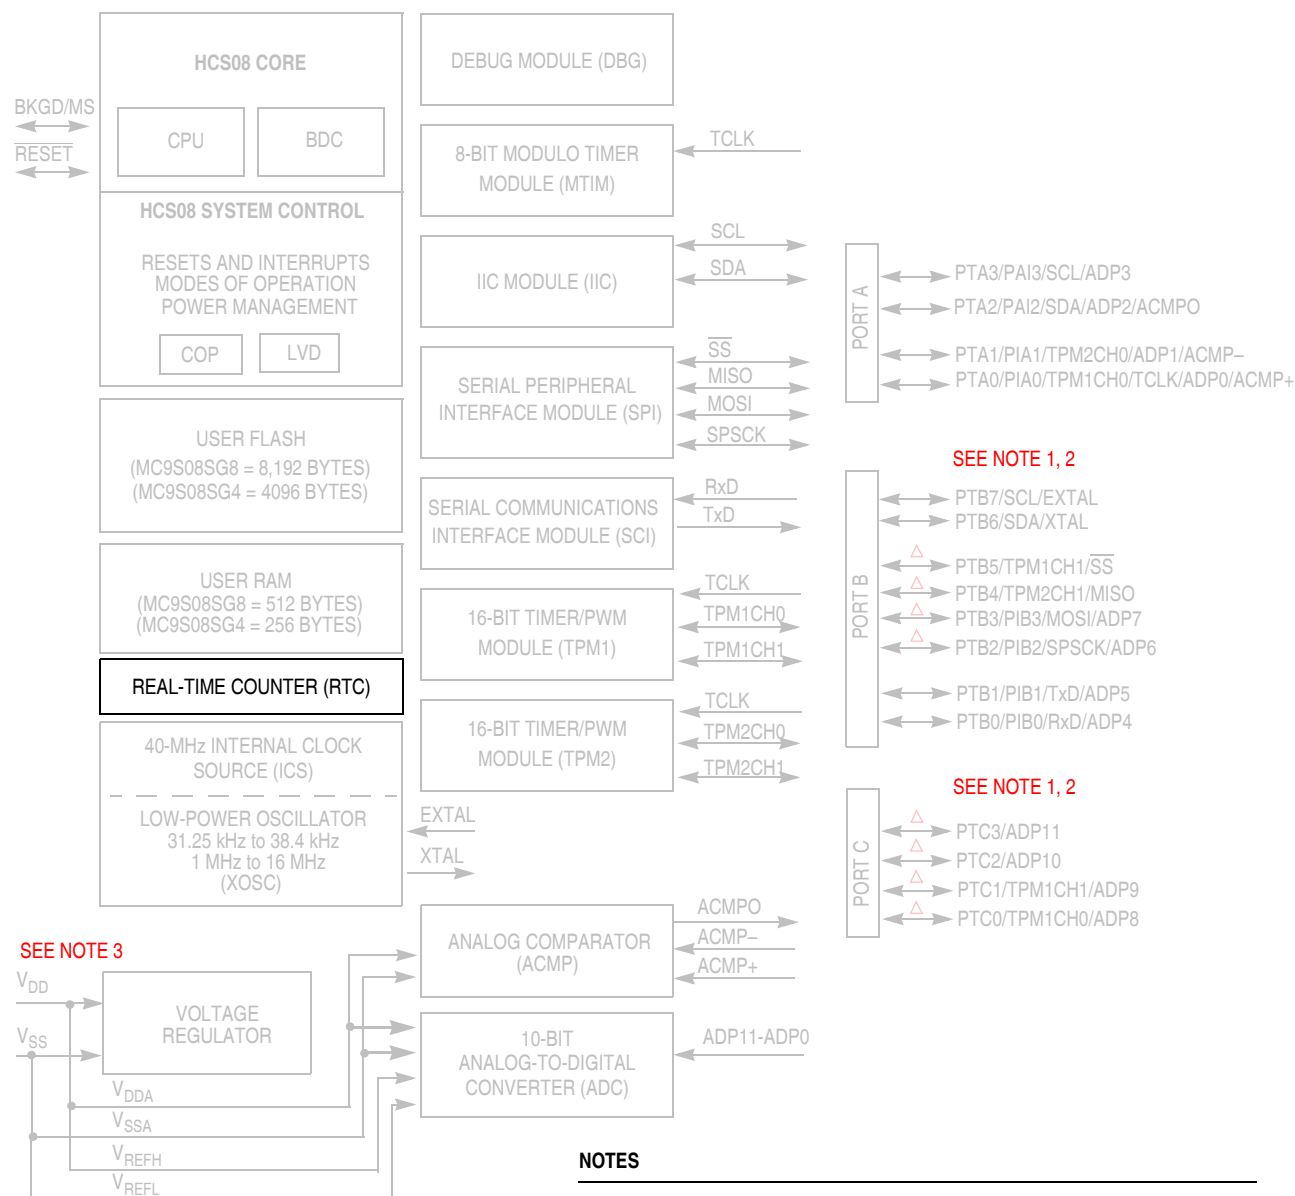 HCS08 CORE
BKGD/MS
RESET
CPU
BDC
HCS08 SYSTEM CONTROL
RESETS AND INTERRUPTS
MODES OF OPERATION
POWER MANAGEMENT
COP
LVD
USER FLASH
(MC9S08SG8 = 8,192 BYTES)
(MC9S08SG4 = 4096 BYTES)
USER RAM
(MC9S08SG8 = 512 BYTES)
(MC9S08SG4 = 256 BYTES)
REAL-TIME COUNTER (RTC)
40-MHz INTERNAL CLOCK
SOURCE (ICS)
LOW-POWER OSCILLATOR
31.25 kHz to 38.4 kHz
1 MHz to 16 MHz
(XOSC)
EXTAL
XTAL
SEE NOTE 3
VDD
VSS
VOLTAGE
REGULATOR
VDDA
VSSA
VREFH
VREFL
DEBUG MODULE (DBG)
8-BIT MODULO TIMER
MODULE (MTIM)
TCLK
IIC MODULE (IIC)
SCL
SDA
SERIAL PERIPHERAL
INTERFACE MODULE (SPI)
SS
MISO
MOSI
SPSCK
SERIAL COMMUNICATIONS
INTERFACE MODULE (SCI)
RxD
TxD
16-BIT TIMER/PWM
MODULE (TPM1)
TCLK
TPM1CH0
TPM1CH1
16-BIT TIMER/PWM
MODULE (TPM2)
TCLK
TPM2CH0
TPM2CH1
ANALOG COMPARATOR
(ACMP)
ACMPO
ACMP–
ACMP+
10-BIT
ANALOG-TO-DIGITAL
CONVERTER (ADC)
ADP11-ADP0
PORT A
PTA3/PAI3/SCL/ADP3
PTA2/PAI2/SDA/ADP2/ACMPO
PTA1/PIA1/TPM2CH0/ADP1/ACMP–
PTA0/PIA0/TPM1CH0/TCLK/ADP0/ACMP+
SEE NOTE 1, 2
PORT B
PTB7/SCL/EXTAL
PTB6/SDA/XTAL
PTB5/TPM1CH1/SS
PTB4/TPM2CH1/MISO
PTB3/PIB3/MOSI/ADP7
PTB2/PIB2/SPSCK/ADP6
PTB1/PIB1/TxD/ADP5
PTB0/PIB0/RxD/ADP4
SEE NOTE 1, 2
PORT C
PTC3/ADP11
PTC2/ADP10
PTC1/TPM1CH1/ADP9
PTC0/TPM1CH0/ADP8
NOTES